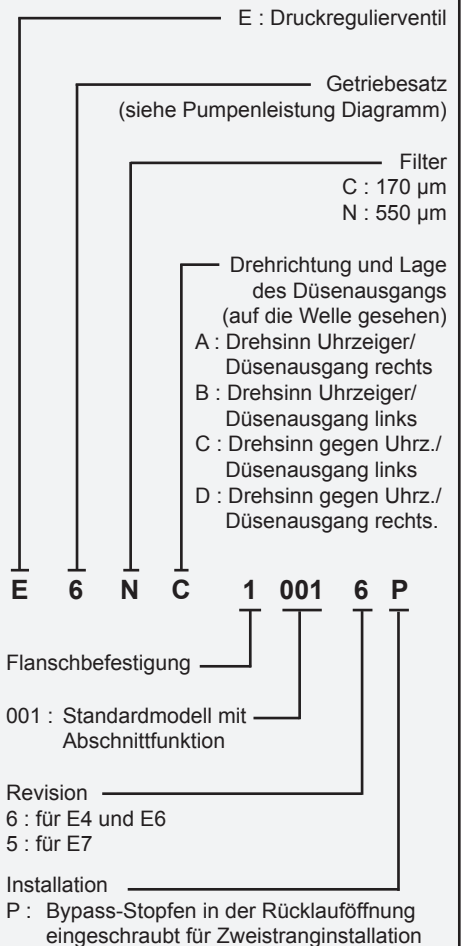 E : Druckregulierventil
Getriebesatz
(siehe Pumpenleistung Diagramm)
Filter
C : 170 µm
N : 550 µm
Drehrichtung und Lage
des Düsenausgangs
(auf die Welle gesehen)
A : Drehsinn Uhrzeiger/
Düsenausgang rechts
B : Drehsinn Uhrzeiger/
Düsenausgang links
C : Drehsinn gegen Uhrz./
Düsenausgang links
D : Drehsinn gegen Uhrz./
Düsenausgang rechts.
E 6 N C 1 001 6 P
Flanschbefestigung
001 : Standardmodell mit
Abschnittfunktion
Revision
6 : für E4 und E6
5 : für E7
Installation
P : Bypass-Stopfen in der Rücklauföffnung
eingeschraubt für Zweistranginstallation